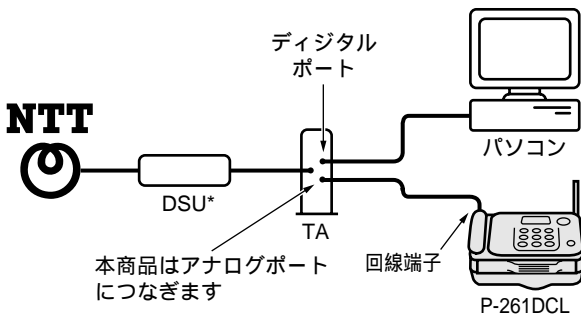 ディジタル
ポート
NTT
パソコン
DSU*
TA
本商品はアナログポート
につなぎます
回線端子
P-261DCL